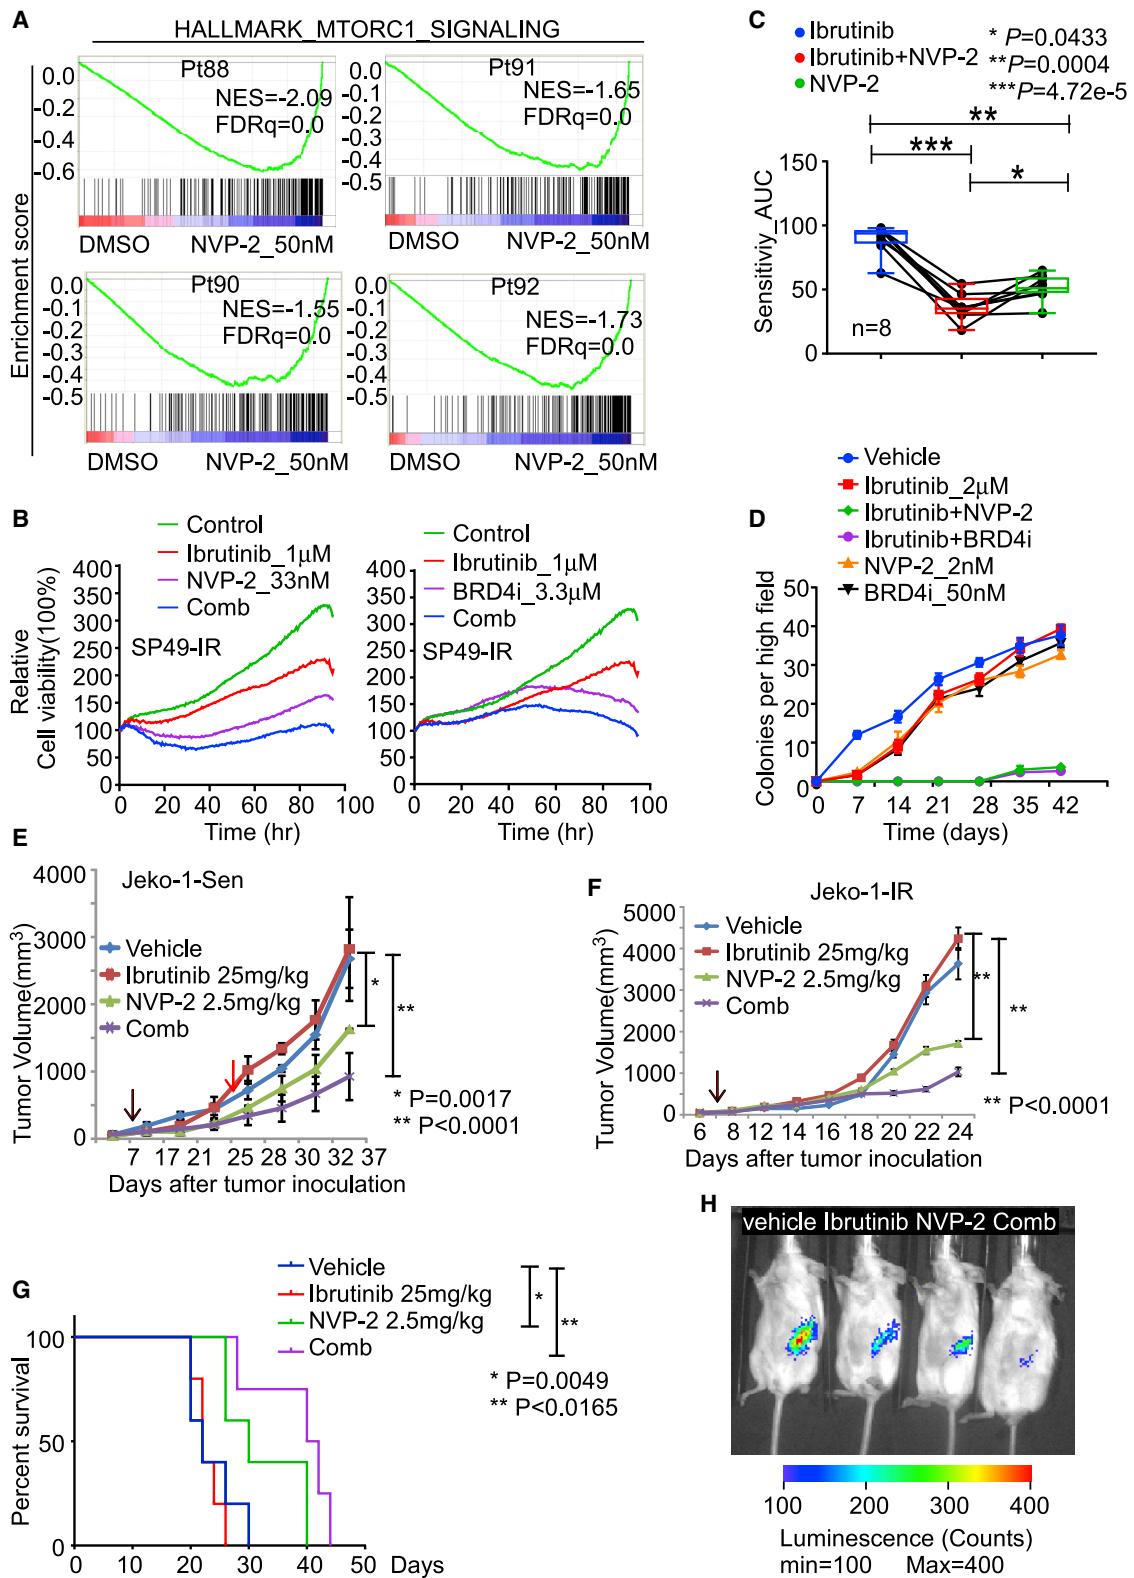 A
HALLMARK_MTORC1_SIGNALING
Enrichment score
Pt88
NES=-2.09
FDRq=0.0
0.0
-0.2
-0.4
-0.6
DMSO NVP-2_50nM
Pt91
NES=-1.65
FDRq=0.0
0.0
-0.1
-0.2
-0.3
-0.4
-0.5
DMSO NVP-2_50nM
Pt90
NES=-1.55
FDRq=0.0
0.0
-0.1
-0.2
-0.3
-0.4
-0.5
DMSO NVP-2_50nM
Pt92
NES=-1.73
FDRq=0.0
0.0
-0.1
-0.2
-0.3
-0.4
-0.5
DMSO NVP-2_50nM
B
Control
Ibrutinib_1μM
NVP-2_33nM
Comb
SP49-IR
Relative
Cell viability(100%)
400
350
300
250
200
150
100
50
0
0 20 40 60 80 100
Time (hr)
Control
Ibrutinib_1μM
BRD4i_3.3μM
Comb
SP49-IR
400
350
300
250
200
150
100
50
0
0 20 40 60 80 100
Time (hr)
C
Ibrutinib
Ibrutinib+NVP-2
NVP-2
* P=0.0433
**P=0.0004
***P=4.72e-5
**
***
*
Sensitiviy_AUC
150
100
50
0
n=8
D
Vehicle
Ibrutinib_2μM
Ibrutinib+NVP-2
Ibrutinib+BRD4i
NVP-2_2nM
BRD4i_50nM
Colonies per high field
50
40
30
20
10
0
0 7 14 21 28 35 42
Time (days)
E
Jeko-1-Sen
Vehicle
Ibrutinib 25mg/kg
NVP-2 2.5mg/kg
Comb
Tumor Volume(mm³)
4000
3000
2000
1000
0
7 17 21 25 28 30 32 37
Days after tumor inoculation
*
**
* P=0.0017
** P<0.0001
F
Jeko-1-IR
Vehicle
Ibrutinib 25mg/kg
NVP-2 2.5mg/kg
Comb
Tumor Volume(mm³)
5000
4000
3000
2000
1000
0
6 8 12 14 16 18 20 22 24
Days after tumor inoculation
**
**
** P<0.0001
G
Vehicle
Ibrutinib 25mg/kg
NVP-2 2.5mg/kg
Comb
*
**
* P=0.0049
** P<0.0165
Percent survival
100
50
0
0 10 20 30 40 50 Days
H
vehicle Ibrutinib NVP-2 Comb
100 200 300 400
Luminescence (Counts)
min=100 Max=400